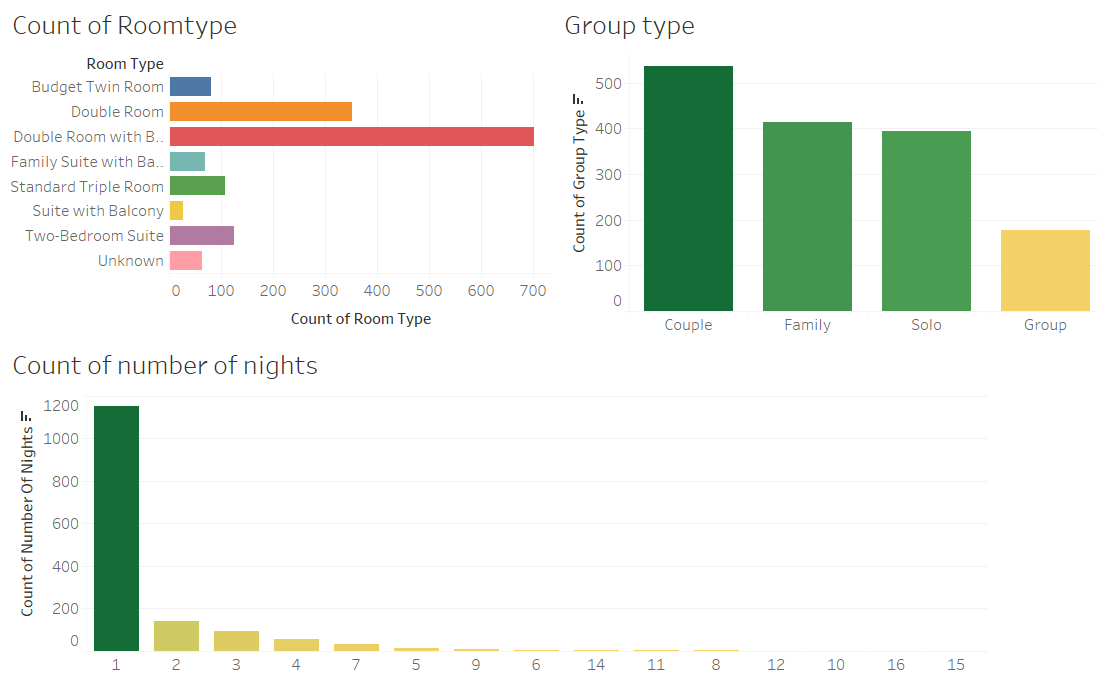 Count of Roomtype
Room Type
Budget Twin Room
Double Room
Double Room with B..
Family Suite with Ba..
Standard Triple Room
Suite with Balcony
Two-Bedroom Suite
Unknown
0 100 200 300 400 500 600 700
Count of Room Type
Group type
Count of Group Type
500
400
300
200
100
0
Couple Family Solo Group
Count of number of nights
Count of Number Of Nights
1200
1000
800
600
400
200
0
1 2 3 4 7 5 9 6 14 11 8 12 10 16 15